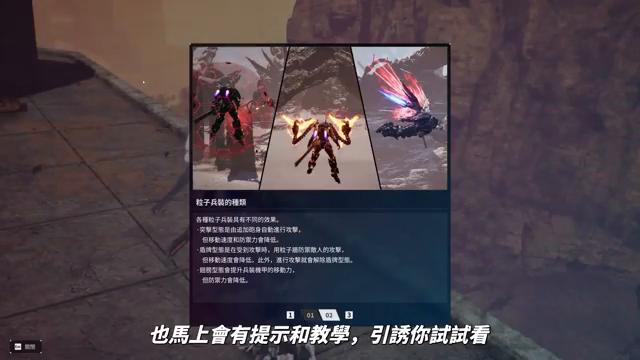 粒子兵裝的種類
各種粒子兵裝具有不同的效果。
·突擊型態是由追加砲身自動進行攻擊，
但移動速度和防禦力會降低。
·盾牌型態是在受到攻擊時，用粒子牆防禦敵人的攻擊，
但移動速度會降低。此外，進行攻擊就會解除盾牌型態。
·翅膀型態會提升兵裝機甲的移動力，
但防禦力會降低。
1 01 02 3
也馬上會有提示和教學，引誘你試試看
關閉